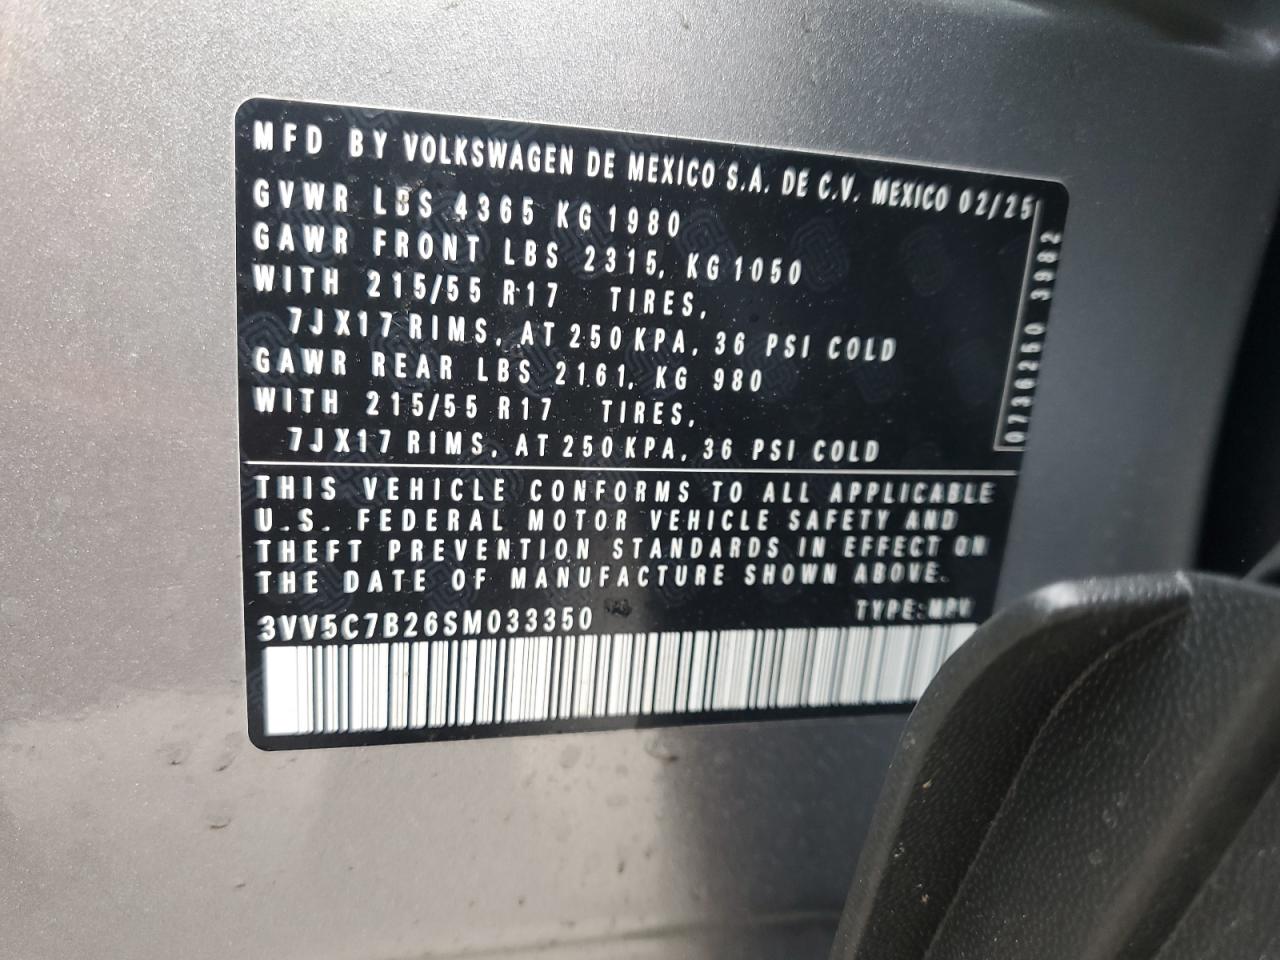 MFD BY VOLKSWAGEN DE MEXICO S.A. DE C.V. MEXICO 02/25
GVWR LBS 4365 KG 1980
GAWR FRONT LBS 2315, KG 1050
WITH 215/55 R17 TIRES,
7JX17 RIMS, AT 250 KPA, 36 PSI COLD
GAWR REAR LBS 2161, KG 980
WITH 215/55 R17 TIRES,
7JX17 RIMS, AT 250 KPA, 36 PSI COLD
0736260 3982
THIS VEHICLE CONFORMS TO ALL APPLICABLE
U.S. FEDERAL MOTOR VEHICLE SAFETY AND
THEFT PREVENTION STANDARDS IN EFFECT ON
THE DATE OF MANUFACTURE SHOWN ABOVE.
3VV5C7B26SM033350 TYPE:MPV